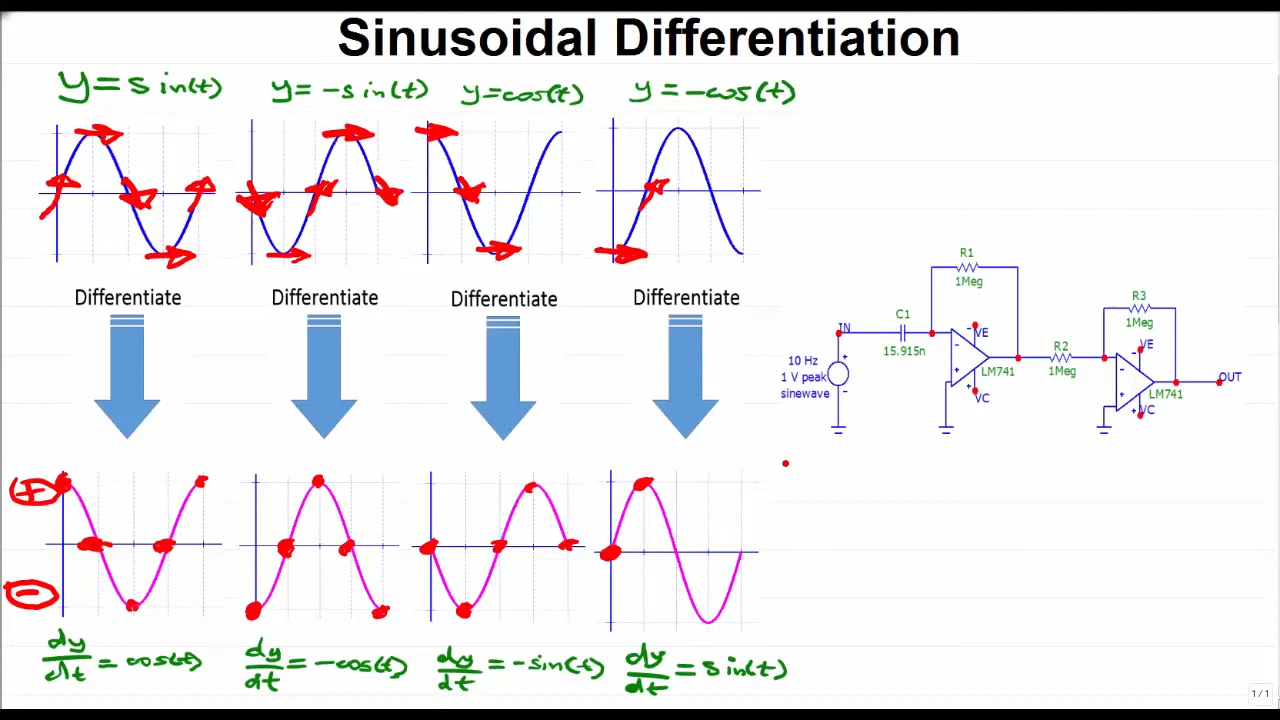 Sinusoidal Differentiation
y=sin(t) y=-sin(t) y=cos(t) y=-cos(t)
Differentiate Differentiate Differentiate Differentiate
R1
1Meg
C1
15.915n
IN
10 Hz
1 V peak
sinewave
+
-
-
+
-
VE
LM741
+
VC
R2
1Meg
R3
1Meg
-
VE
-
+
LM741
+
VC
OUT
+
-
dy/dt = cos(t) dy/dt = -cos(t) dy/dt = -sin(t) dy/dt = sin(t)
1/1